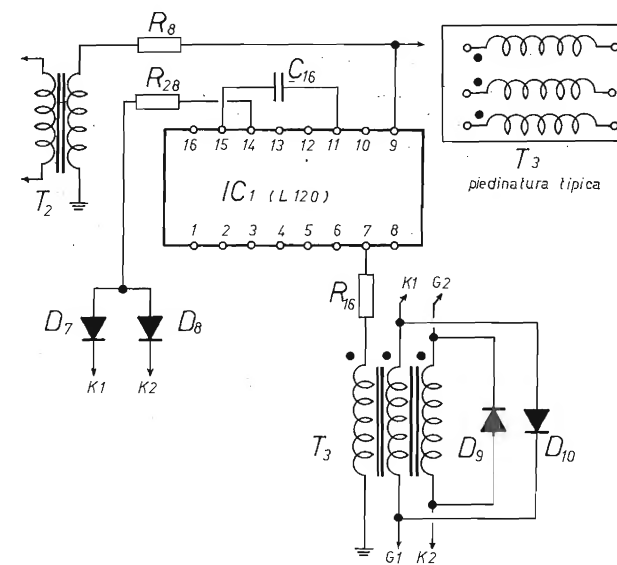 R8
R28
C16
16 15 14 13 12 11 10 9
IC1 (L120)
1 2 3 4 5 6 7 8
T2
T3
piedinatura tipica
D7
D8
K1
K2
R16
K1
G2
T3
D9
D10
G1
K2